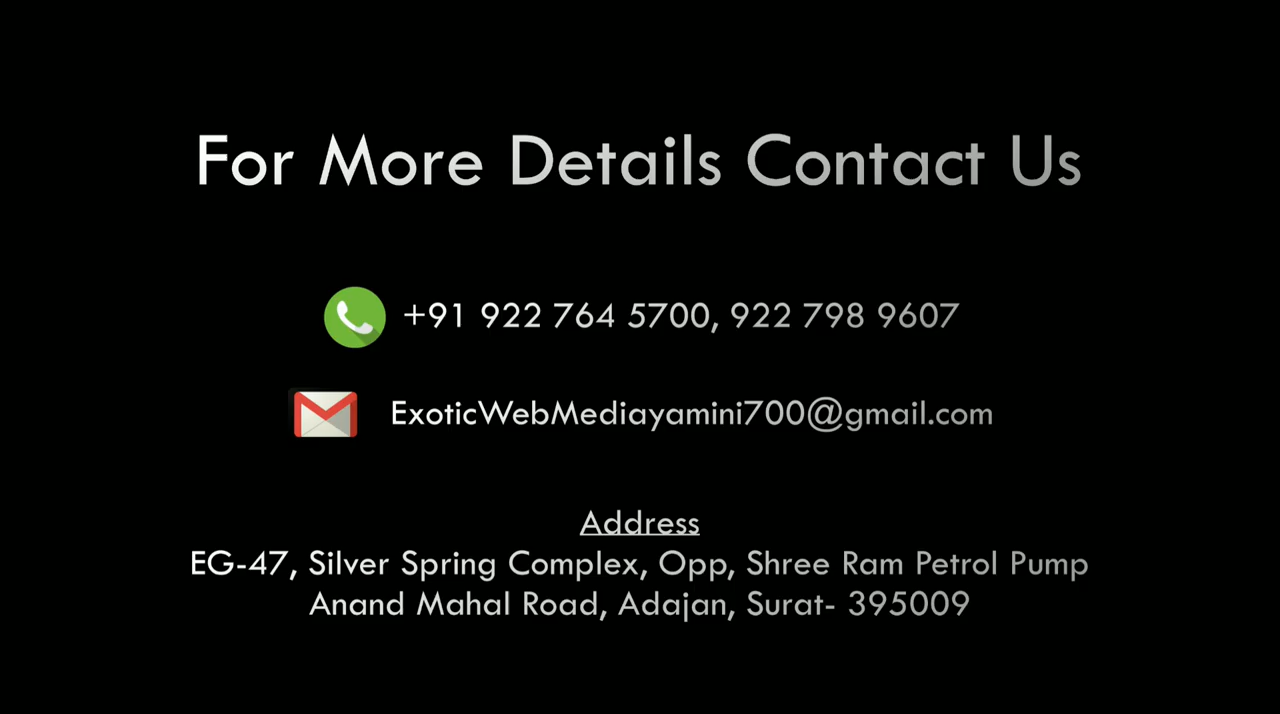 For More Details Contact Us
+91 922 764 5700, 922 798 9607
ExoticWebMediayamini700@gmail.com
Address
EG-47, Silver Spring Complex, Opp, Shree Ram Petrol Pump
Anand Mahal Road, Adajan, Surat- 395009